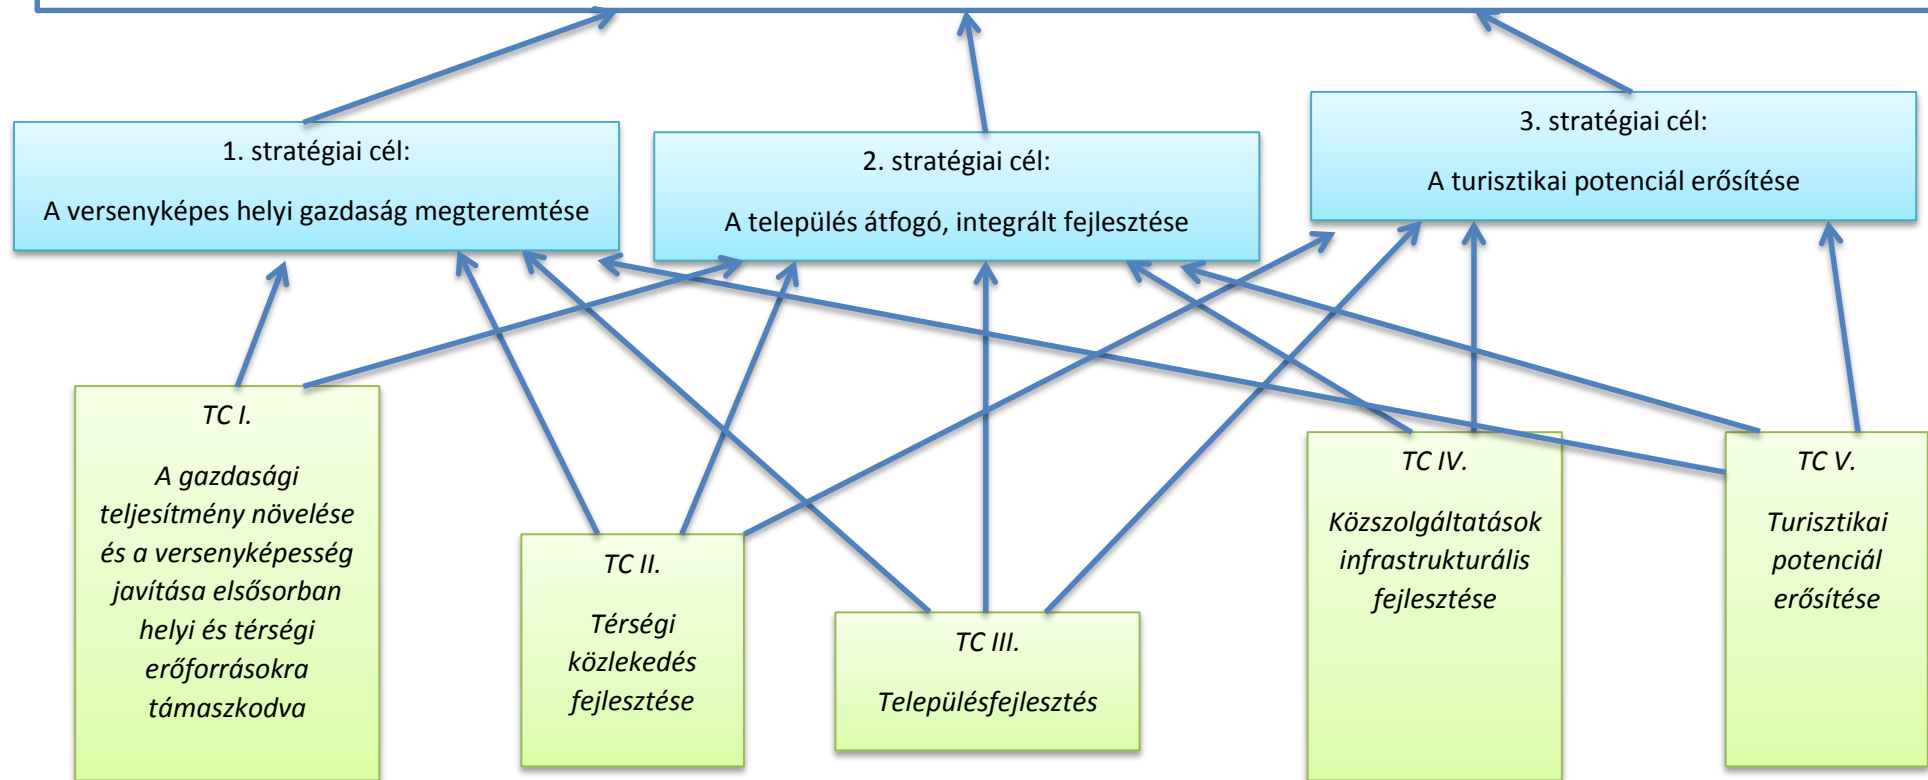 1. stratégiai cél:
A versenyképes helyi gazdaság megteremtése
2. stratégiai cél:
A település átfogó, integrált fejlesztése
3. stratégiai cél:
A turisztikai potenciál erősítése
TC I.
A gazdasági
teljesítmény növelése
és a versenyképesség
javítása elsősorban
helyi és térségi
erőforrásokra
támaszkodva
TC II.
Térségi
közlekedés
fejlesztése
TC III.
Településfejlesztés
TC IV.
Közszolgáltatások
infrastrukturális
fejlesztése
TC V.
Turisztikai
potenciál
erősítése